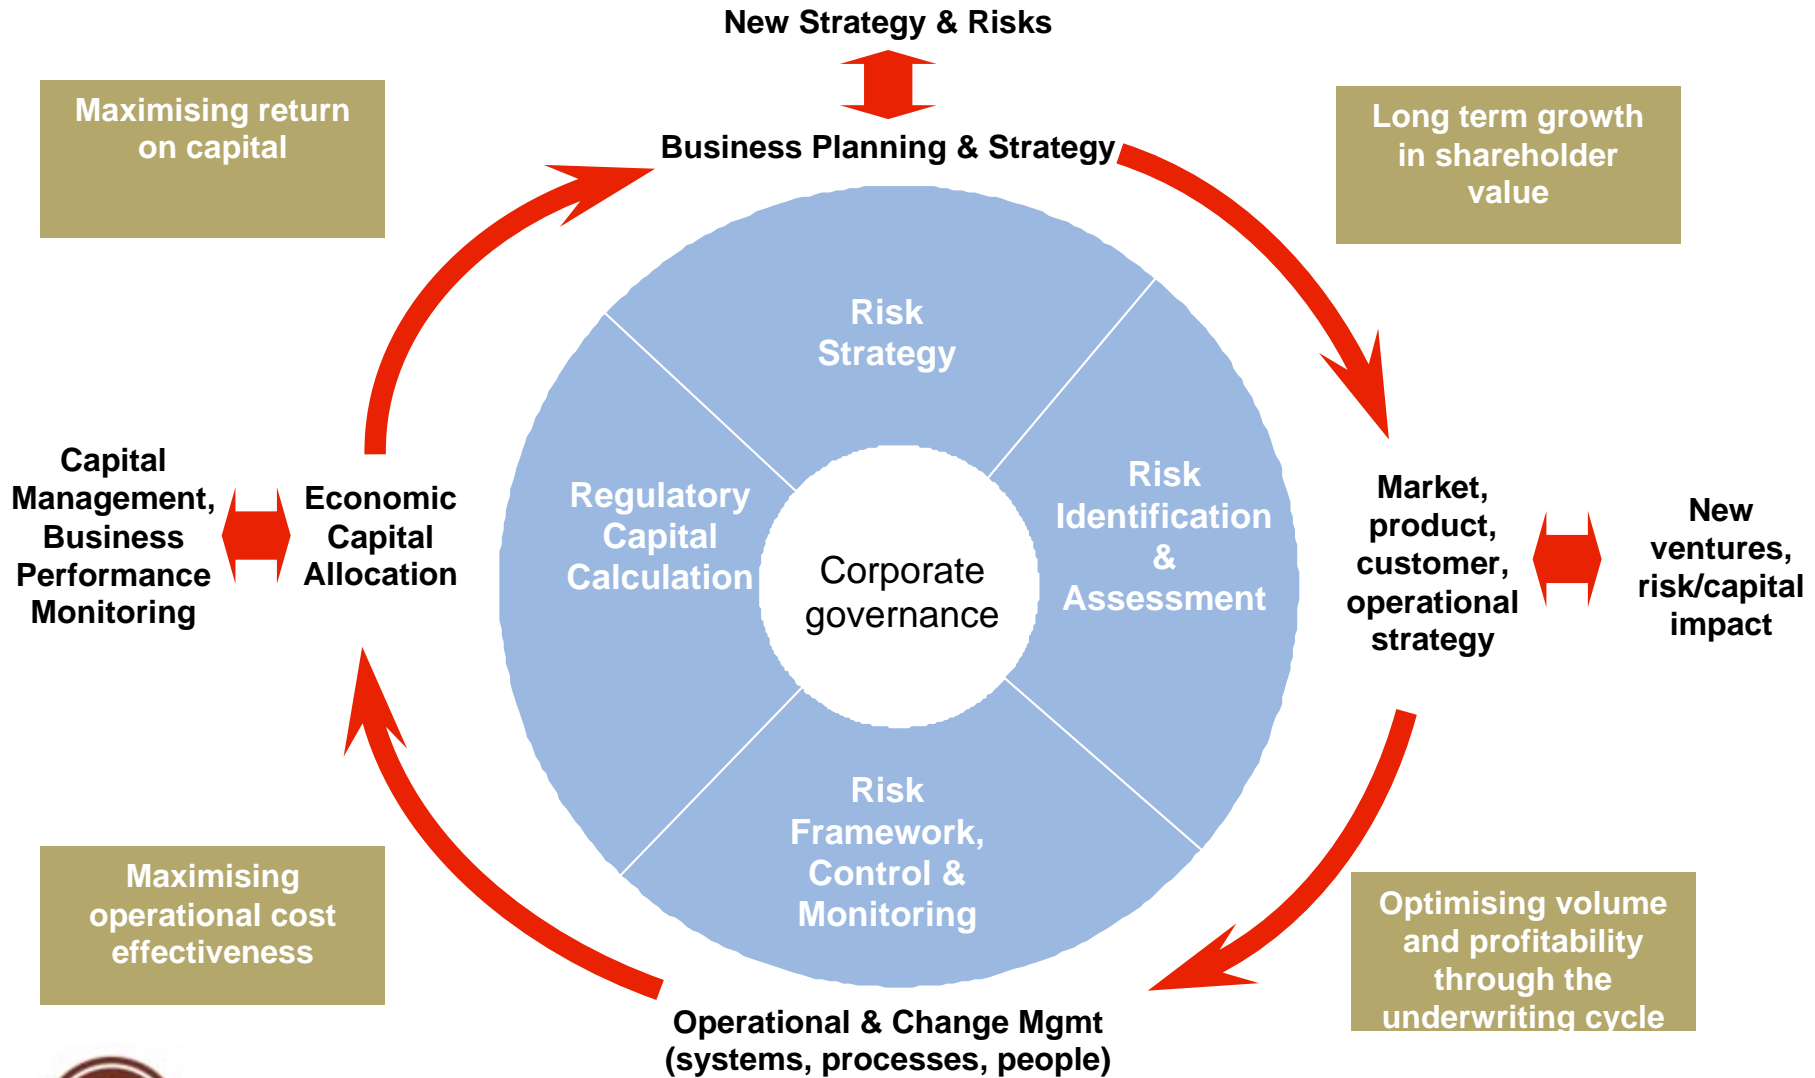 New Strategy & Risks
Maximising return
on capital
Long term growth
in shareholder
value
Business Planning & Strategy
Risk
Strategy
Capital
Management,
Business
Performance
Monitoring
Economic
Capital
Allocation
Regulatory
Capital
Calculation
Corporate
governance
Risk
Identification
&
Assessment
Market,
product,
customer,
operational
strategy
New
ventures,
risk/capital
impact
Risk
Framework,
Control &
Monitoring
Maximising
operational cost
effectiveness
Optimising volume
and profitability
through the
underwriting cycle
Operational & Change Mgmt
(systems, processes, people)